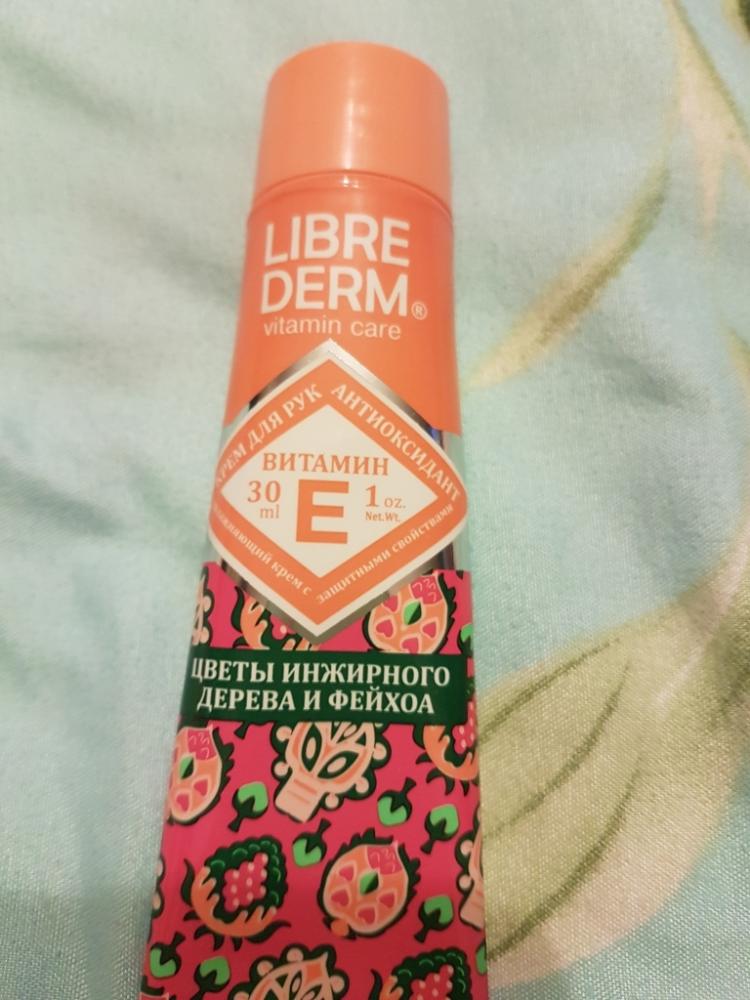 LIBRE
DERM®
vitamin care
КРЕМ ДЛЯ РУК АНТИОКСИДАНТ
ВИТАМИН
30
ml
E
1 oz.
Net.Wt.
крем с защитными свойствами
ЦВЕТЫ ИНЖИРНОГО
ДЕРЕВА И ФЕЙХОА